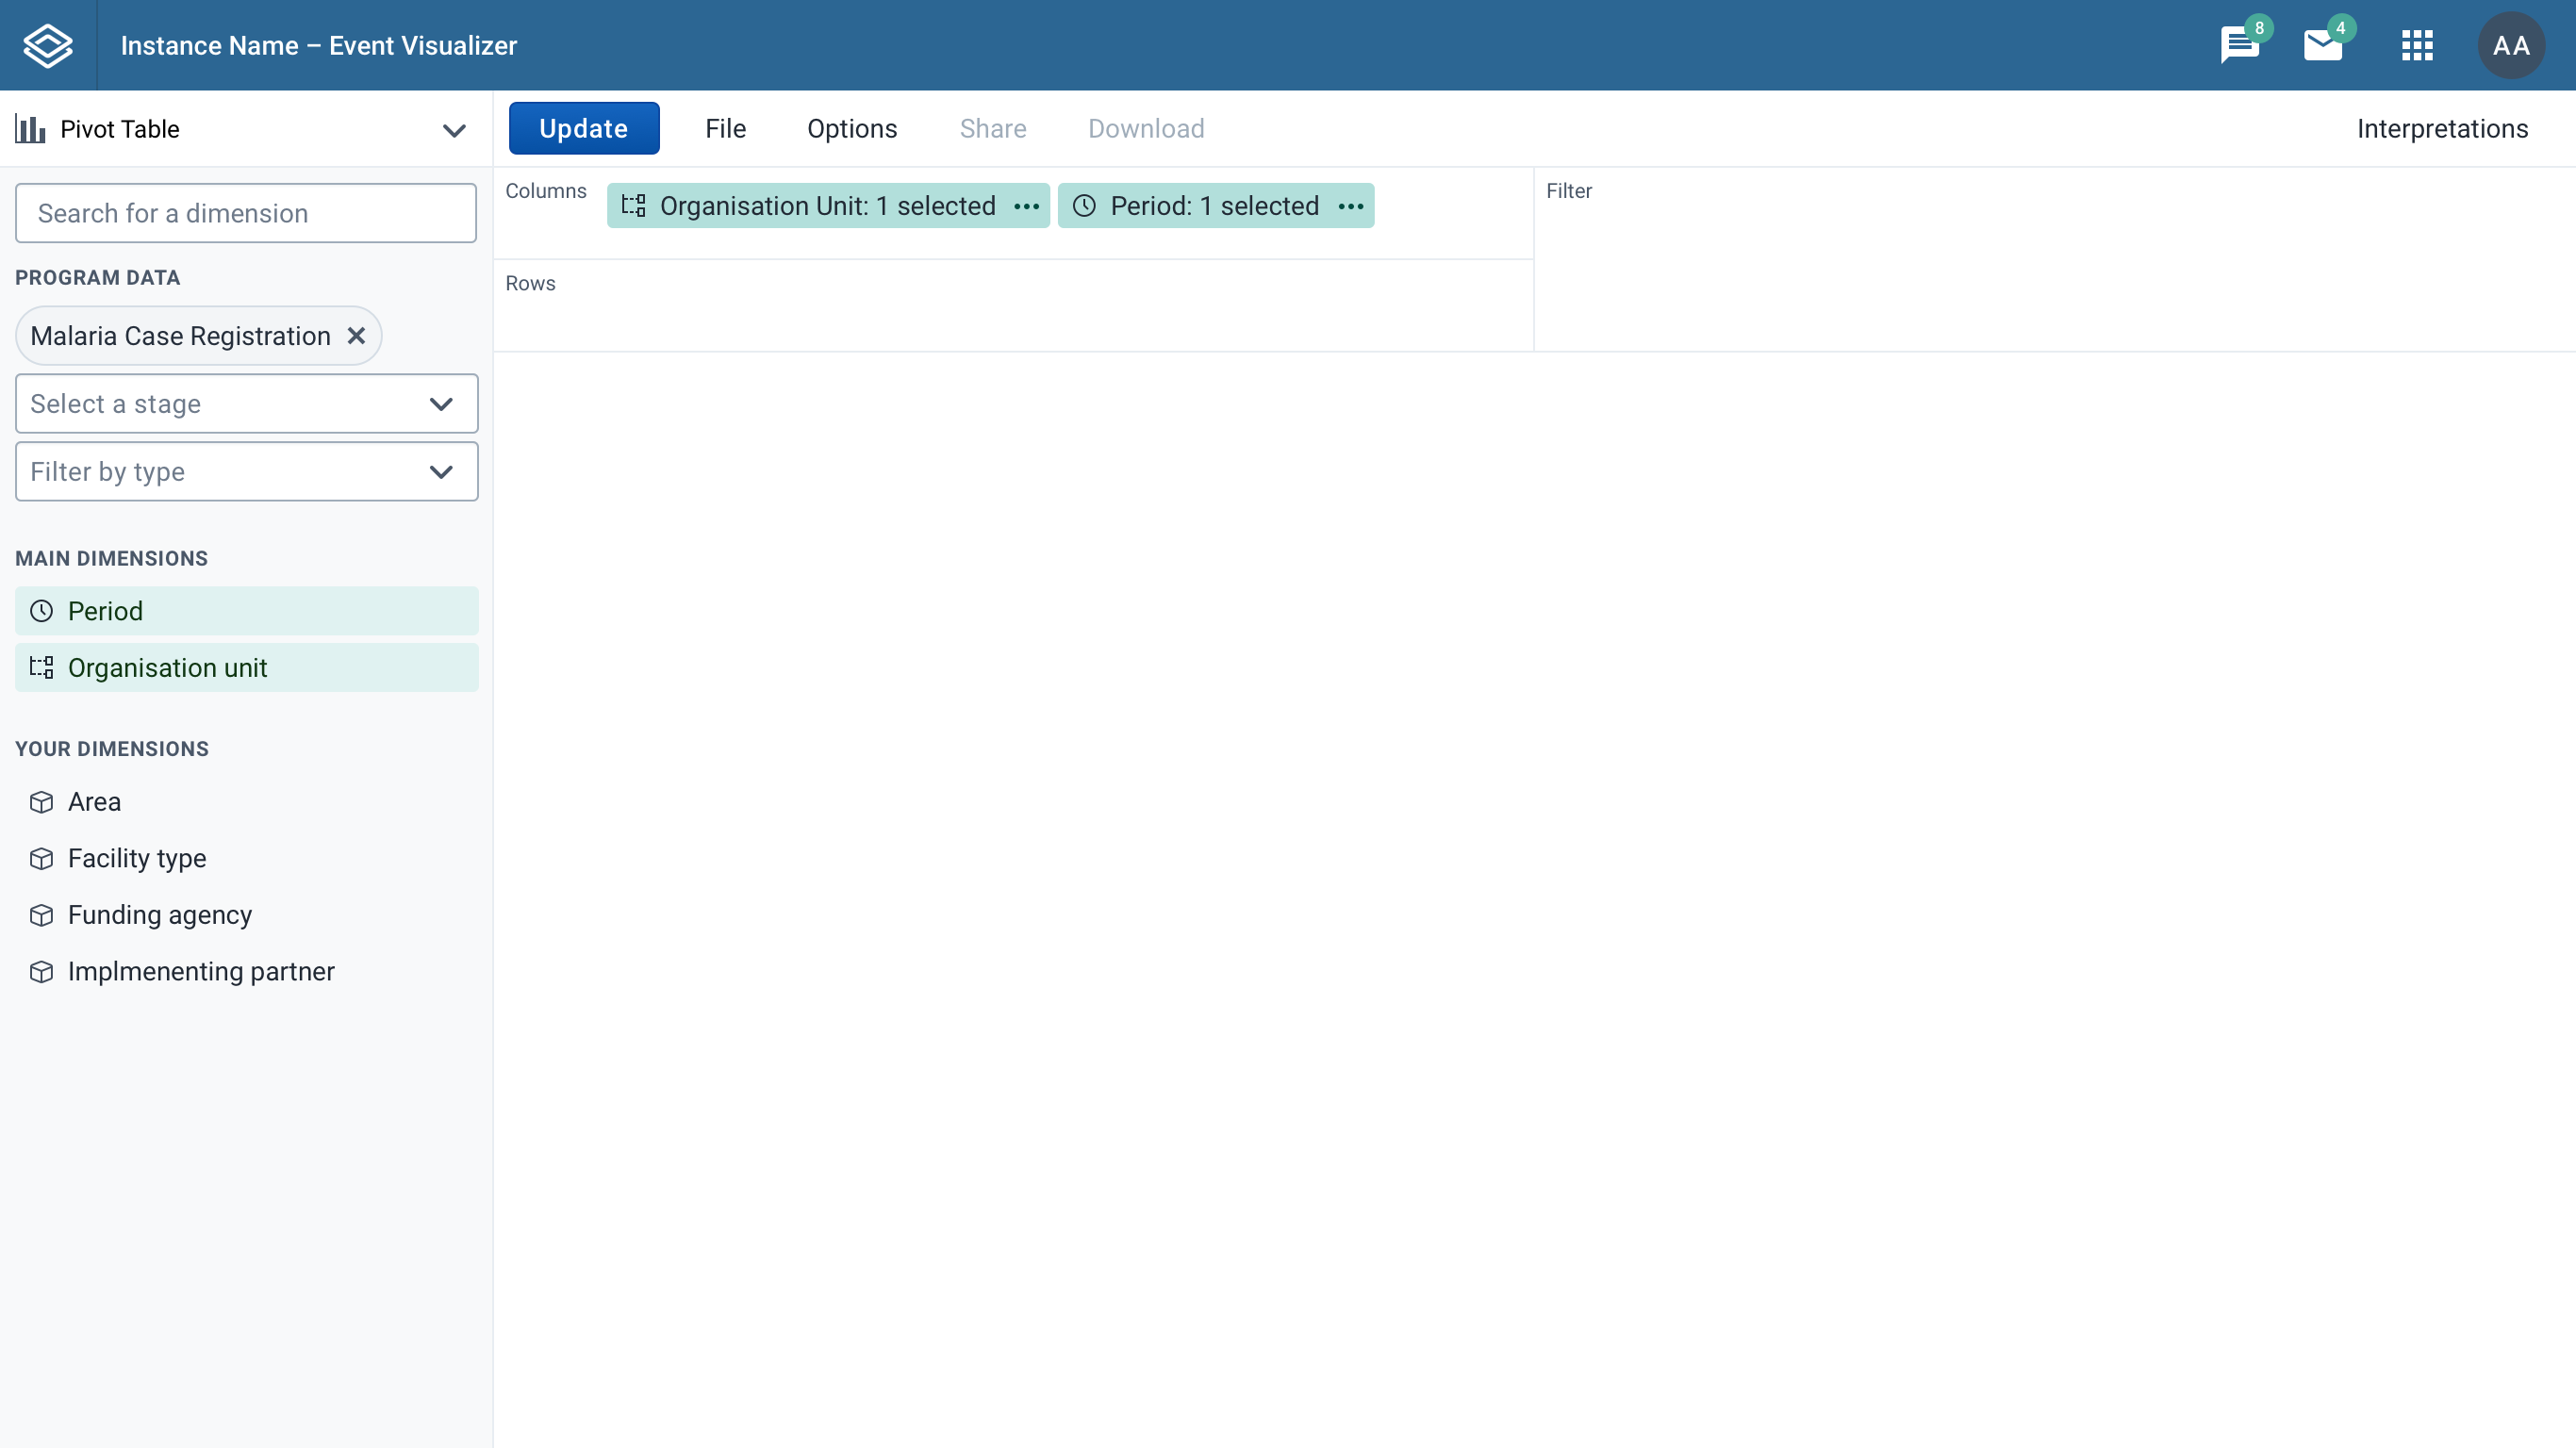 Instance Name – Event Visualizer
8
4
AA
Pivot Table
Update File Options Share Download Interpretations
Search for a dimension
PROGRAM DATA
Malaria Case Registration
Select a stage
Filter by type
MAIN DIMENSIONS
Period
Organisation unit
YOUR DIMENSIONS
Area
Facility type
Funding agency
Implmenenting partner
Columns
Organisation Unit: 1 selected
Period: 1 selected
Filter
Rows